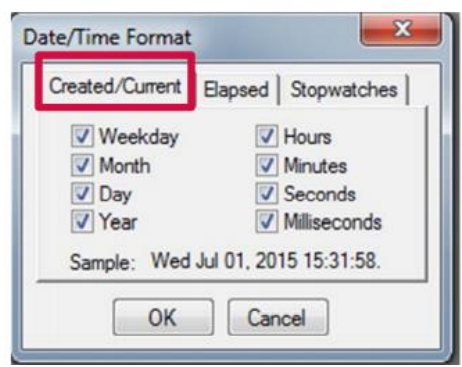 Date/Time Format
Created/Current Elapsed Stopwatches
Weekday Hours
Month Minutes
Day Seconds
Year Milliseconds
Sample: Wed Jul 01, 2015 15:31:58.
OK Cancel